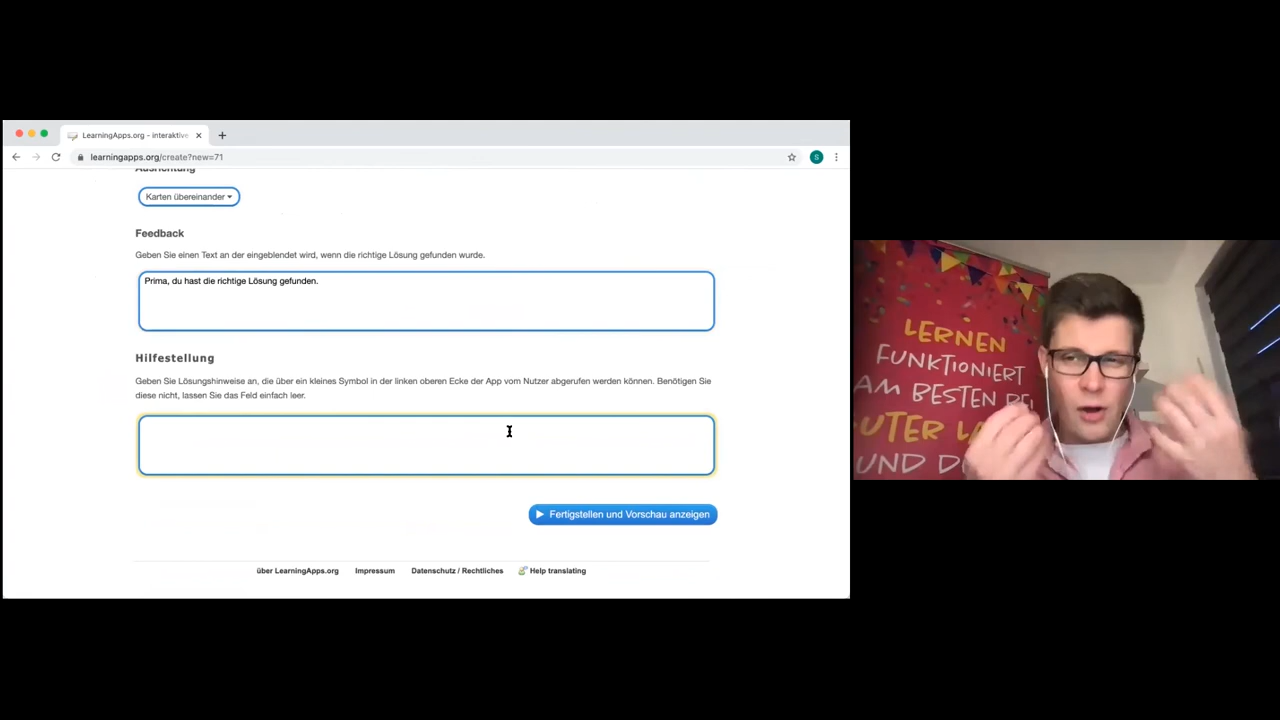 LearningApps.org - interaktive
learningapps.org/create?new=71
S
Ausrichtung
Karten übereinander
Feedback
Geben Sie einen Text an der eingeblendet wird, wenn die richtige Lösung gefunden wurde.
Prima, du hast die richtige Lösung gefunden.
Hilfestellung
Geben Sie Lösungshinweise an, die über ein kleines Symbol in der linken oberen Ecke der App vom Nutzer abgerufen werden können. Benötigen Sie
diese nicht, lassen Sie das Feld einfach leer.
Fertigstellen und Vorschau anzeigen
über LearningApps.org Impressum Datenschutz / Rechtliches Help translating
LERNEN
FUNKTIONIERT
AM BESTEN
UTER
UND